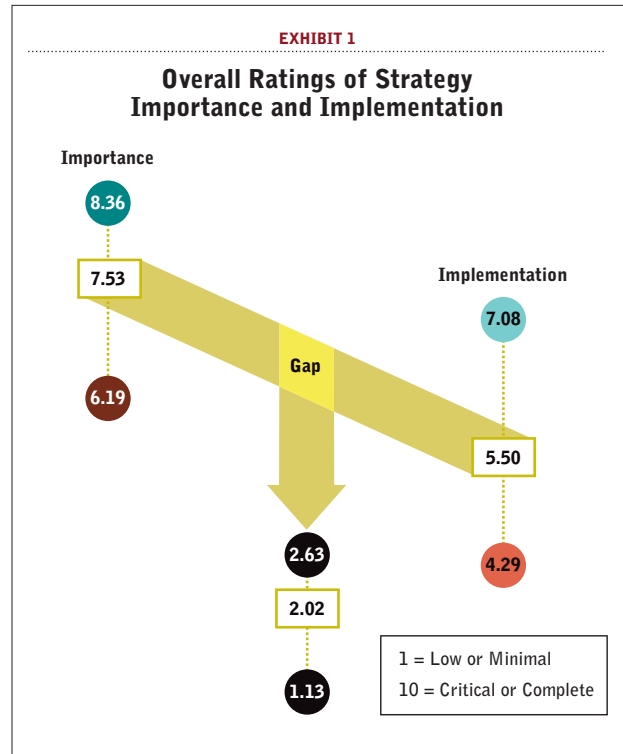 EXHIBIT 1
Overall Ratings of Strategy
Importance and Implementation
Importance
8.36
7.53
6.19
Implementation
7.08
5.50
4.29
Gap
2.63
2.02
1.13
1 = Low or Minimal
10 = Critical or Complete